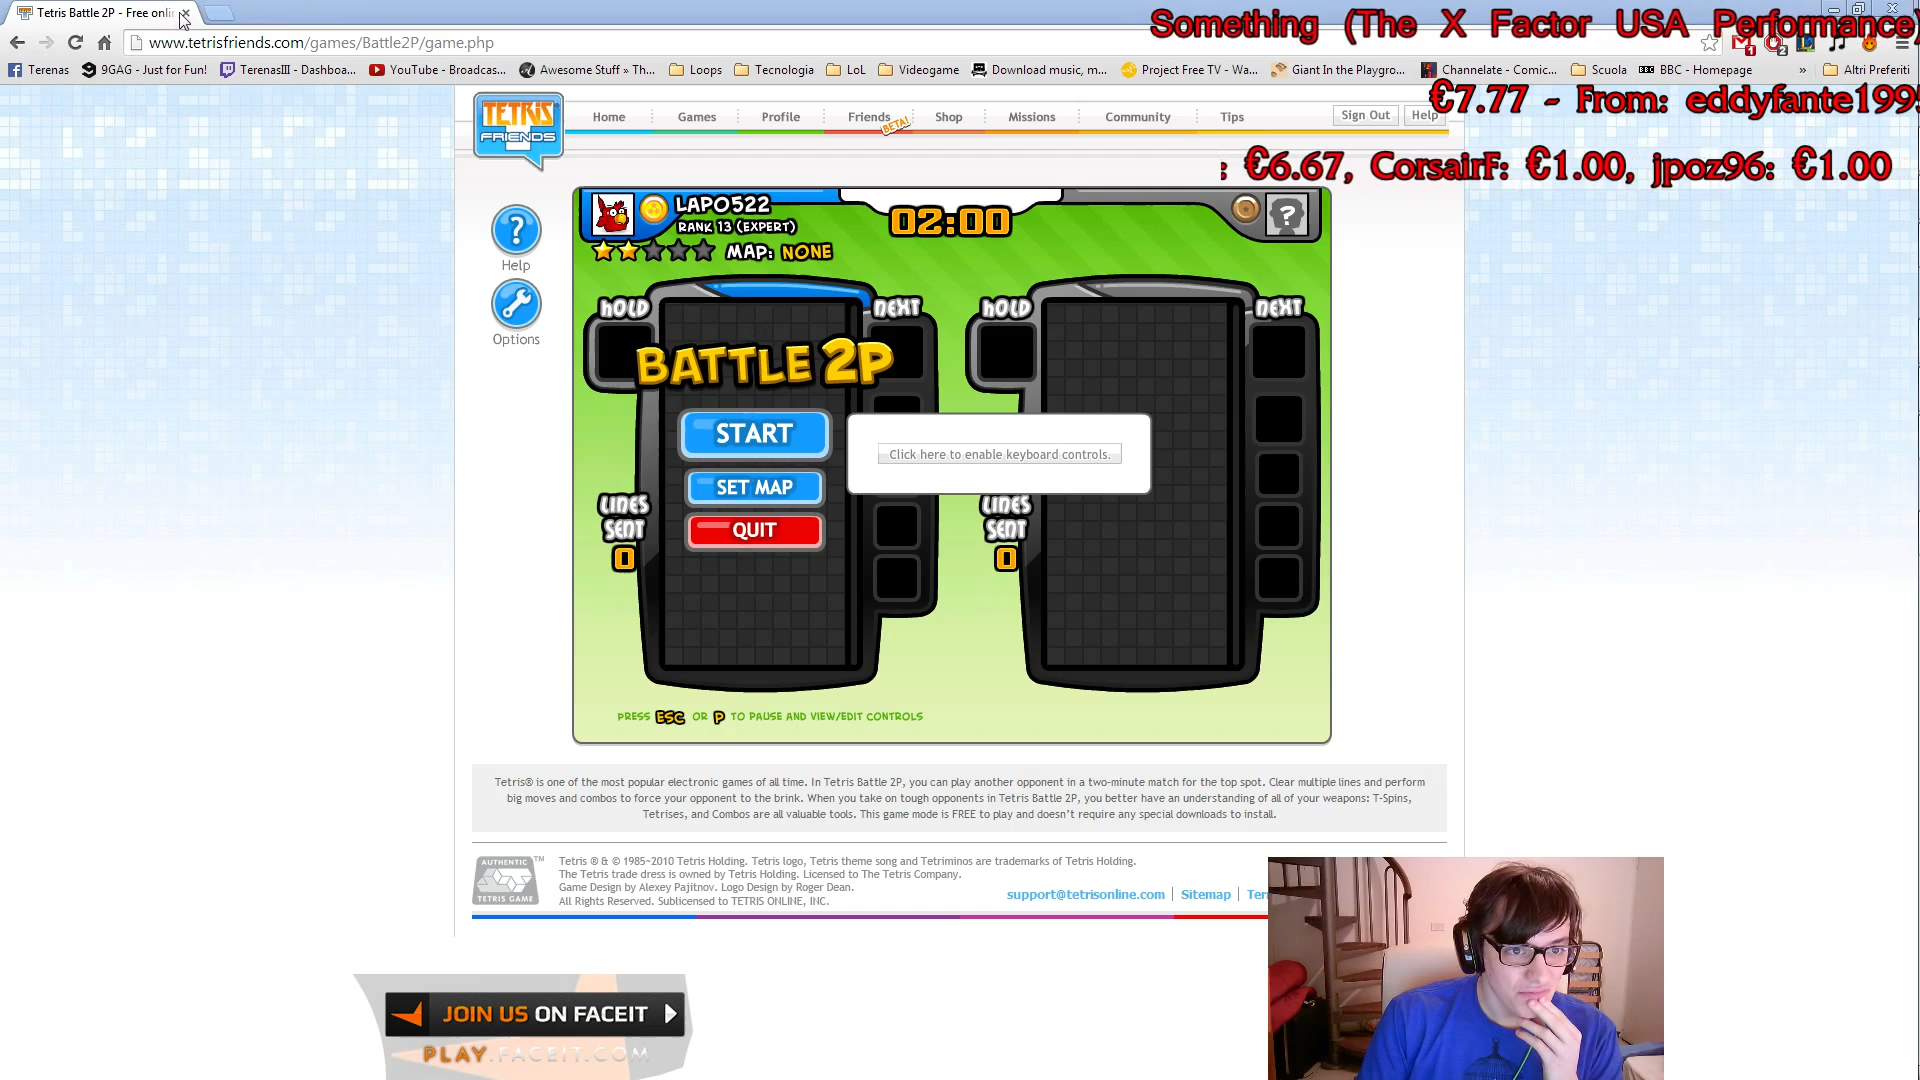 Tetris Battle 2P - Free onli
Something (The X Factor USA Performance)
www.tetrisfriends.com/games/Battle2P/game.php
Terenas
9GAG - Just for Fun!
TerenasIII - Dashboa...
YouTube - Broadcas...
Awesome Stuff » Th...
Loops
Tecnologia
LoL
Videogame
Download music, m...
Project Free TV - Wa...
Giant In the Playgro...
Channelate - Comic...
Scuola
BBC - Homepage
»
Altri Preferiti
€7.77 - From: eddyfante199
: €6.67, CorsairF: €1.00, jpoz96: €1.00
TETRIS
FRIENDS
Home
Games
Profile
Friends
BETA!
Shop
Missions
Community
Tips
Sign Out
Help
Help
Options
LAPO522
RANK 13 (EXPERT)
MAP: NONE
02:00
?
HOLD
NEXT
HOLD
NEXT
BATTLE 2P
START
SET MAP
QUIT
Click here to enable keyboard controls.
LINES
SENT
0
LINES
SENT
0
PRESS ESC OR P TO PAUSE AND VIEW/EDIT CONTROLS
Tetris® is one of the most popular electronic games of all time. In Tetris Battle 2P, you can play another opponent in a two-minute match for the top spot. Clear multiple lines and perform
big moves and combos to force your opponent to the brink. When you take on tough opponents in Tetris Battle 2P, you better have an understanding of all of your weapons: T-Spins,
Tetrises, and Combos are all valuable tools. This game mode is FREE to play and doesn't require any special downloads to install.
AUTHENTIC
TETRIS GAME
TM
Tetris ® & © 1985~2010 Tetris Holding. Tetris logo, Tetris theme song and Tetriminos are trademarks of Tetris Holding.
The Tetris trade dress is owned by Tetris Holding. Licensed to The Tetris Company.
Game Design by Alexey Pajitnov. Logo Design by Roger Dean.
All Rights Reserved. Sublicensed to TETRIS ONLINE, INC.
support@tetrisonline.com | Sitemap | Ter
JOIN US ON FACEIT
PLAY.FACEIT.COM